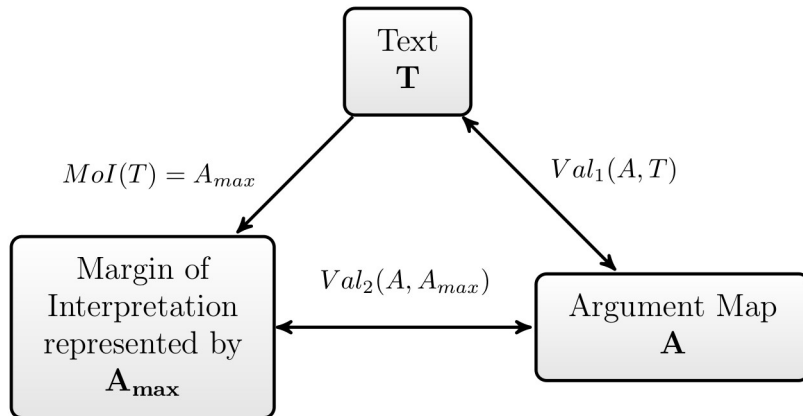 Text
T
MoI(T) = A_max
Val_1(A, T)
Margin of
Interpretation
represented by
A_max
Val_2(A, A_max)
Argument Map
A